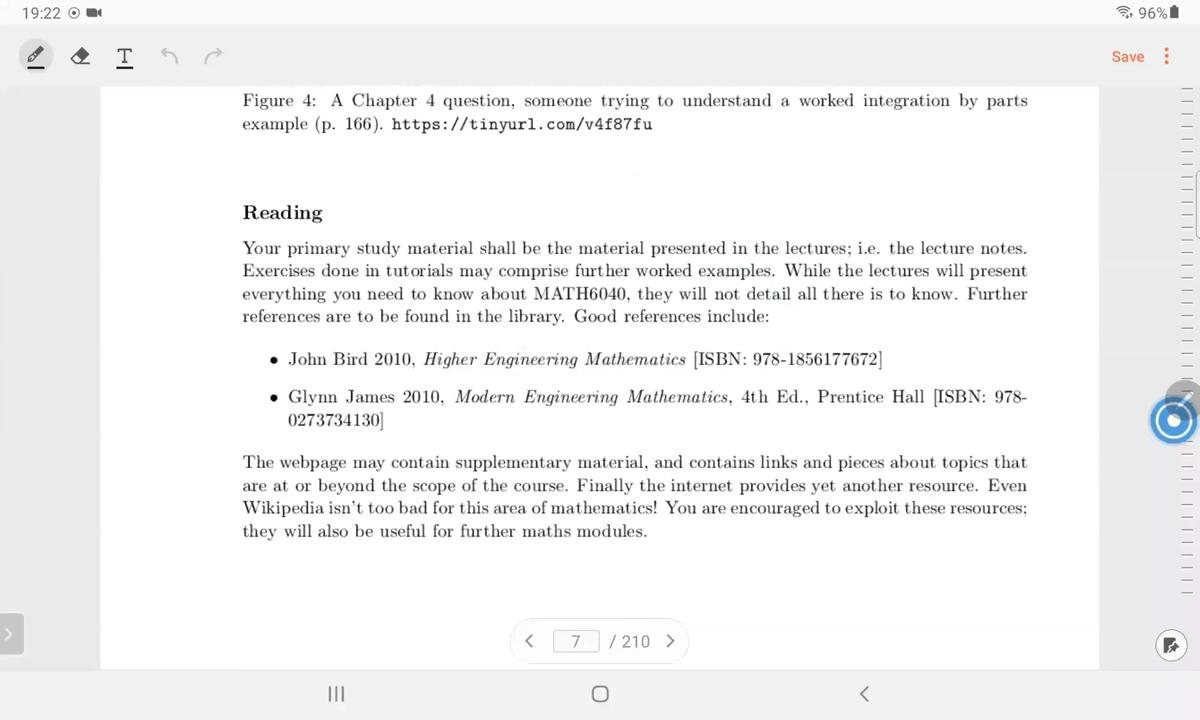 19:22 96%
T Save
Figure 4: A Chapter 4 question, someone trying to understand a worked integration by parts
example (p. 166). https://tinyurl.com/v4f87fu
Reading
Your primary study material shall be the material presented in the lectures; i.e. the lecture notes.
Exercises done in tutorials may comprise further worked examples. While the lectures will present
everything you need to know about MATH6040, they will not detail all there is to know. Further
references are to be found in the library. Good references include:
• John Bird 2010, Higher Engineering Mathematics [ISBN: 978-1856177672]
• Glynn James 2010, Modern Engineering Mathematics, 4th Ed., Prentice Hall [ISBN: 978-
0273734130]
The webpage may contain supplementary material, and contains links and pieces about topics that
are at or beyond the scope of the course. Finally the internet provides yet another resource. Even
Wikipedia isn't too bad for this area of mathematics! You are encouraged to exploit these resources;
they will also be useful for further maths modules.
7 / 210